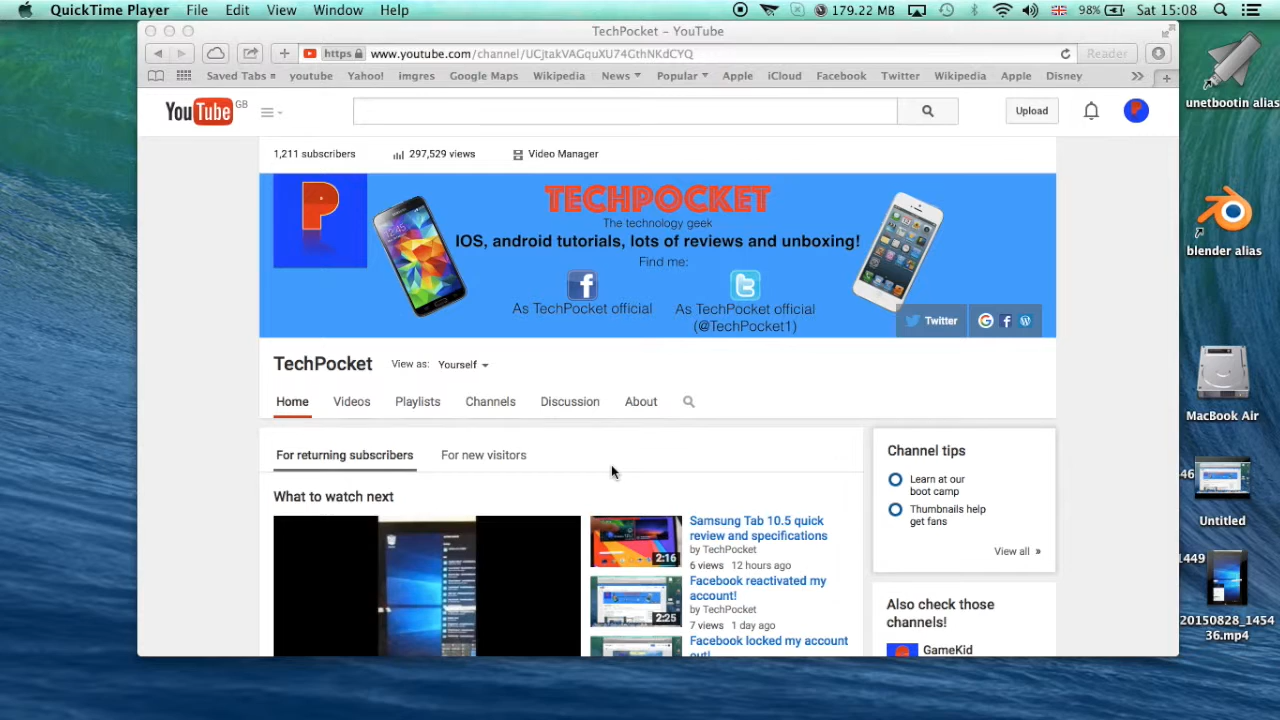 QuickTime Player File Edit View Window Help 179.22 MB 98% Sat 15:08
TechPocket – YouTube
https www.youtube.com/channel/UCjtakVAGquXU74GthNKdCYQ Reader
Saved Tabs youtube Yahoo! imgres Google Maps Wikipedia News Popular Apple iCloud Facebook Twitter Wikipedia Apple Disney
YouTube GB Upload
1,211 subscribers 297,529 views Video Manager
TECHPOCKET
The technology geek
IOS, android tutorials, lots of reviews and unboxing!
Find me:
As TechPocket official
As TechPocket official
(@TechPocket1)
Twitter
TechPocket View as: Yourself
Home Videos Playlists Channels Discussion About
For returning subscribers For new visitors
What to watch next
Samsung Tab 10.5 quick
review and specifications
by TechPocket
6 views 12 hours ago
2:16
Facebook reactivated my
account!
by TechPocket
7 views 1 day ago
2:25
Facebook locked my account
out!
Channel tips
Learn at our
boot camp
Thumbnails help
get fans
View all »
Also check those
channels!
GameKid
unetbootin alias
blender alias
MacBook Air
46
Untitled
1449
20150828_1454
36.mp4